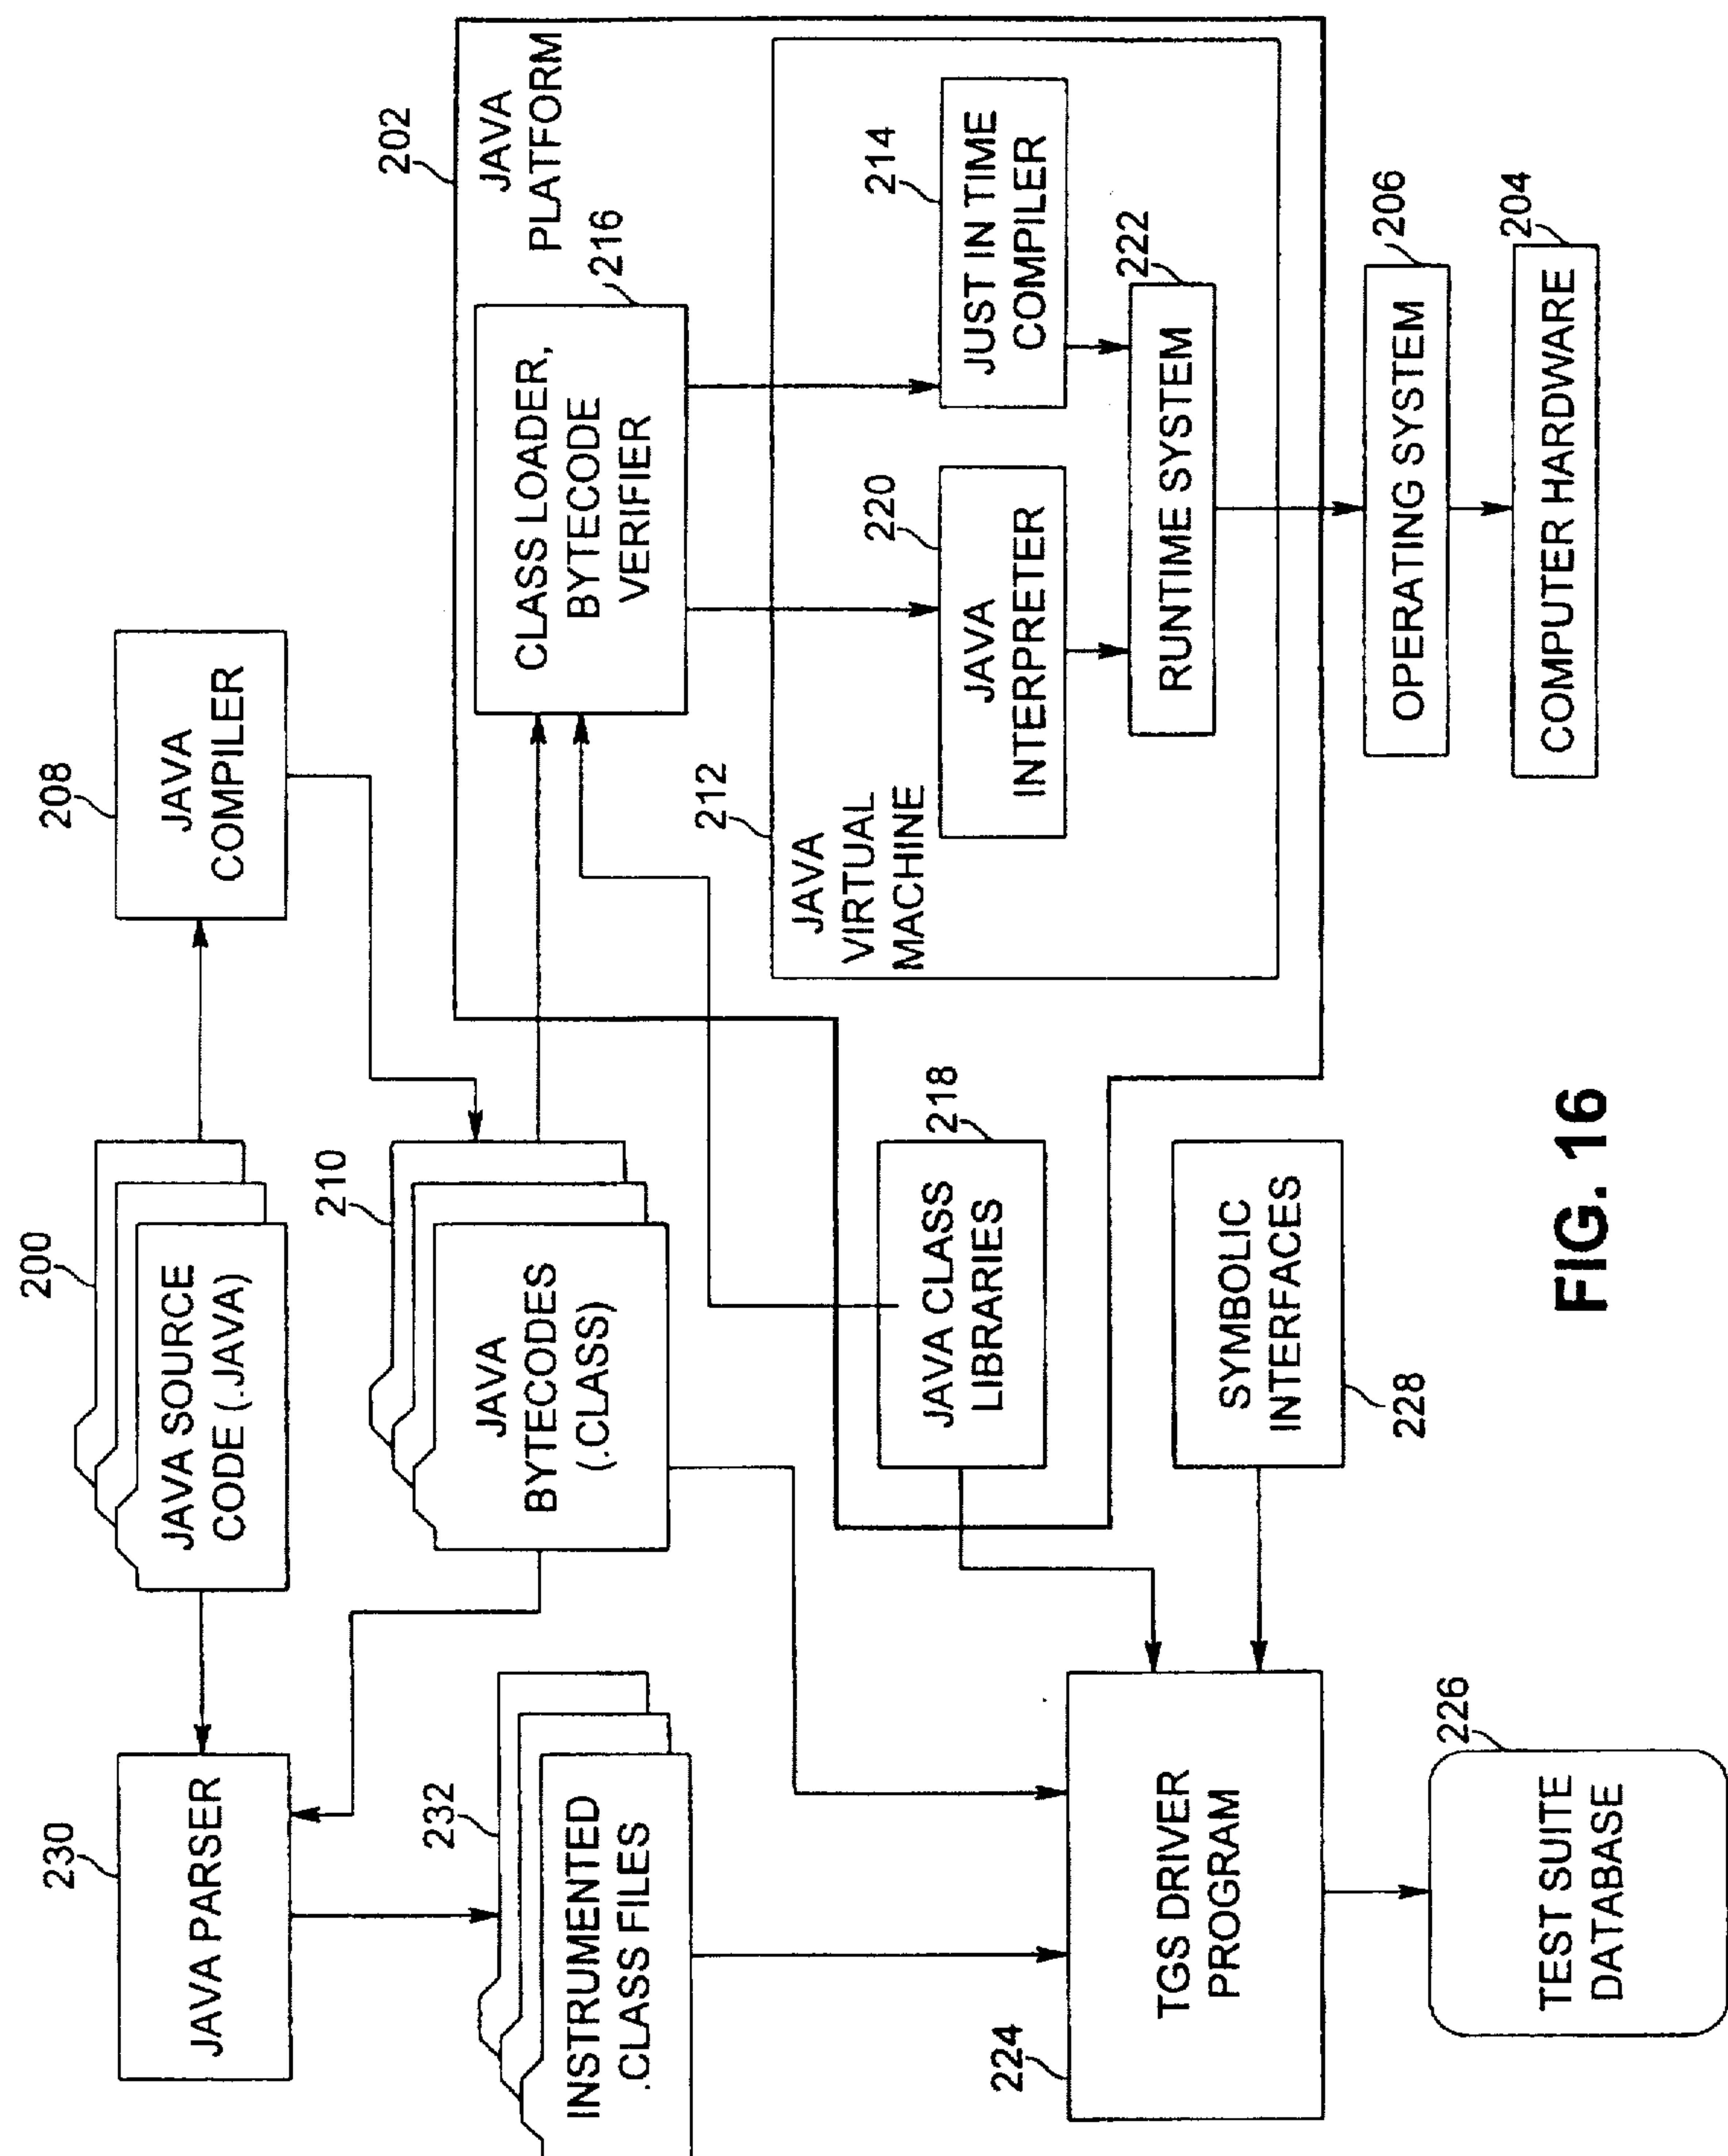 230
JAVA PARSER
200
JAVA SOURCE
CODE (.JAVA)
208
JAVA
COMPILER
232
INSTRUMENTED
.CLASS FILES
210
JAVA
BYTECODES
(.CLASS)
202
JAVA
PLATFORM
216
CLASS LOADER,
BYTECODE
VERIFIER
212
JAVA
VIRTUAL
MACHINE
220
JAVA
INTERPRETER
214
JUST IN TIME
COMPILER
222
RUNTIME SYSTEM
218
JAVA CLASS
LIBRARIES
224
TGS DRIVER
PROGRAM
SYMBOLIC
INTERFACES
228
206
OPERATING SYSTEM
204
COMPUTER HARDWARE
226
TEST SUITE
DATABASE
FIG. 16